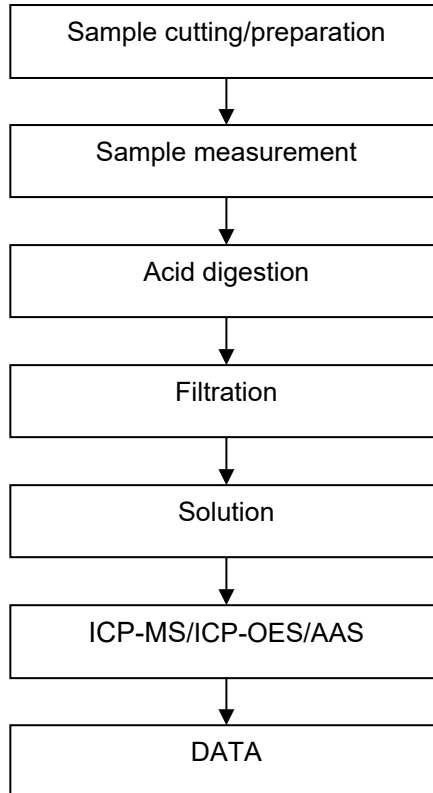 Sample cutting/preparation
Sample measurement
Acid digestion
Filtration
Solution
ICP-MS/ICP-OES/AAS
DATA